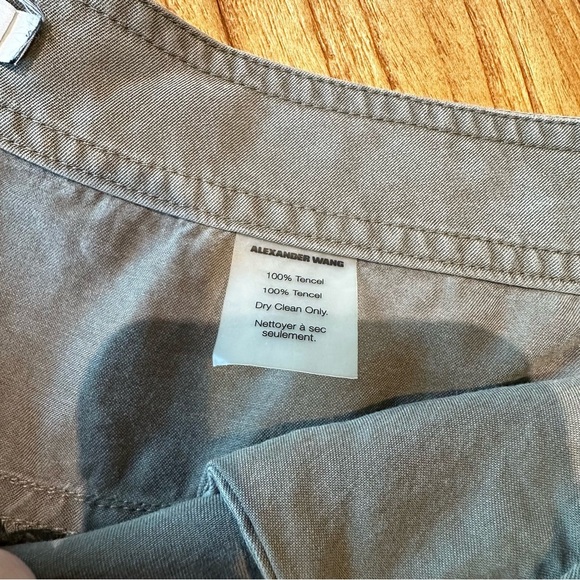 ALEXANDER WANG
100% Tencel
100% Tencel
Dry Clean Only.
Nettoyer à sec
seulement.